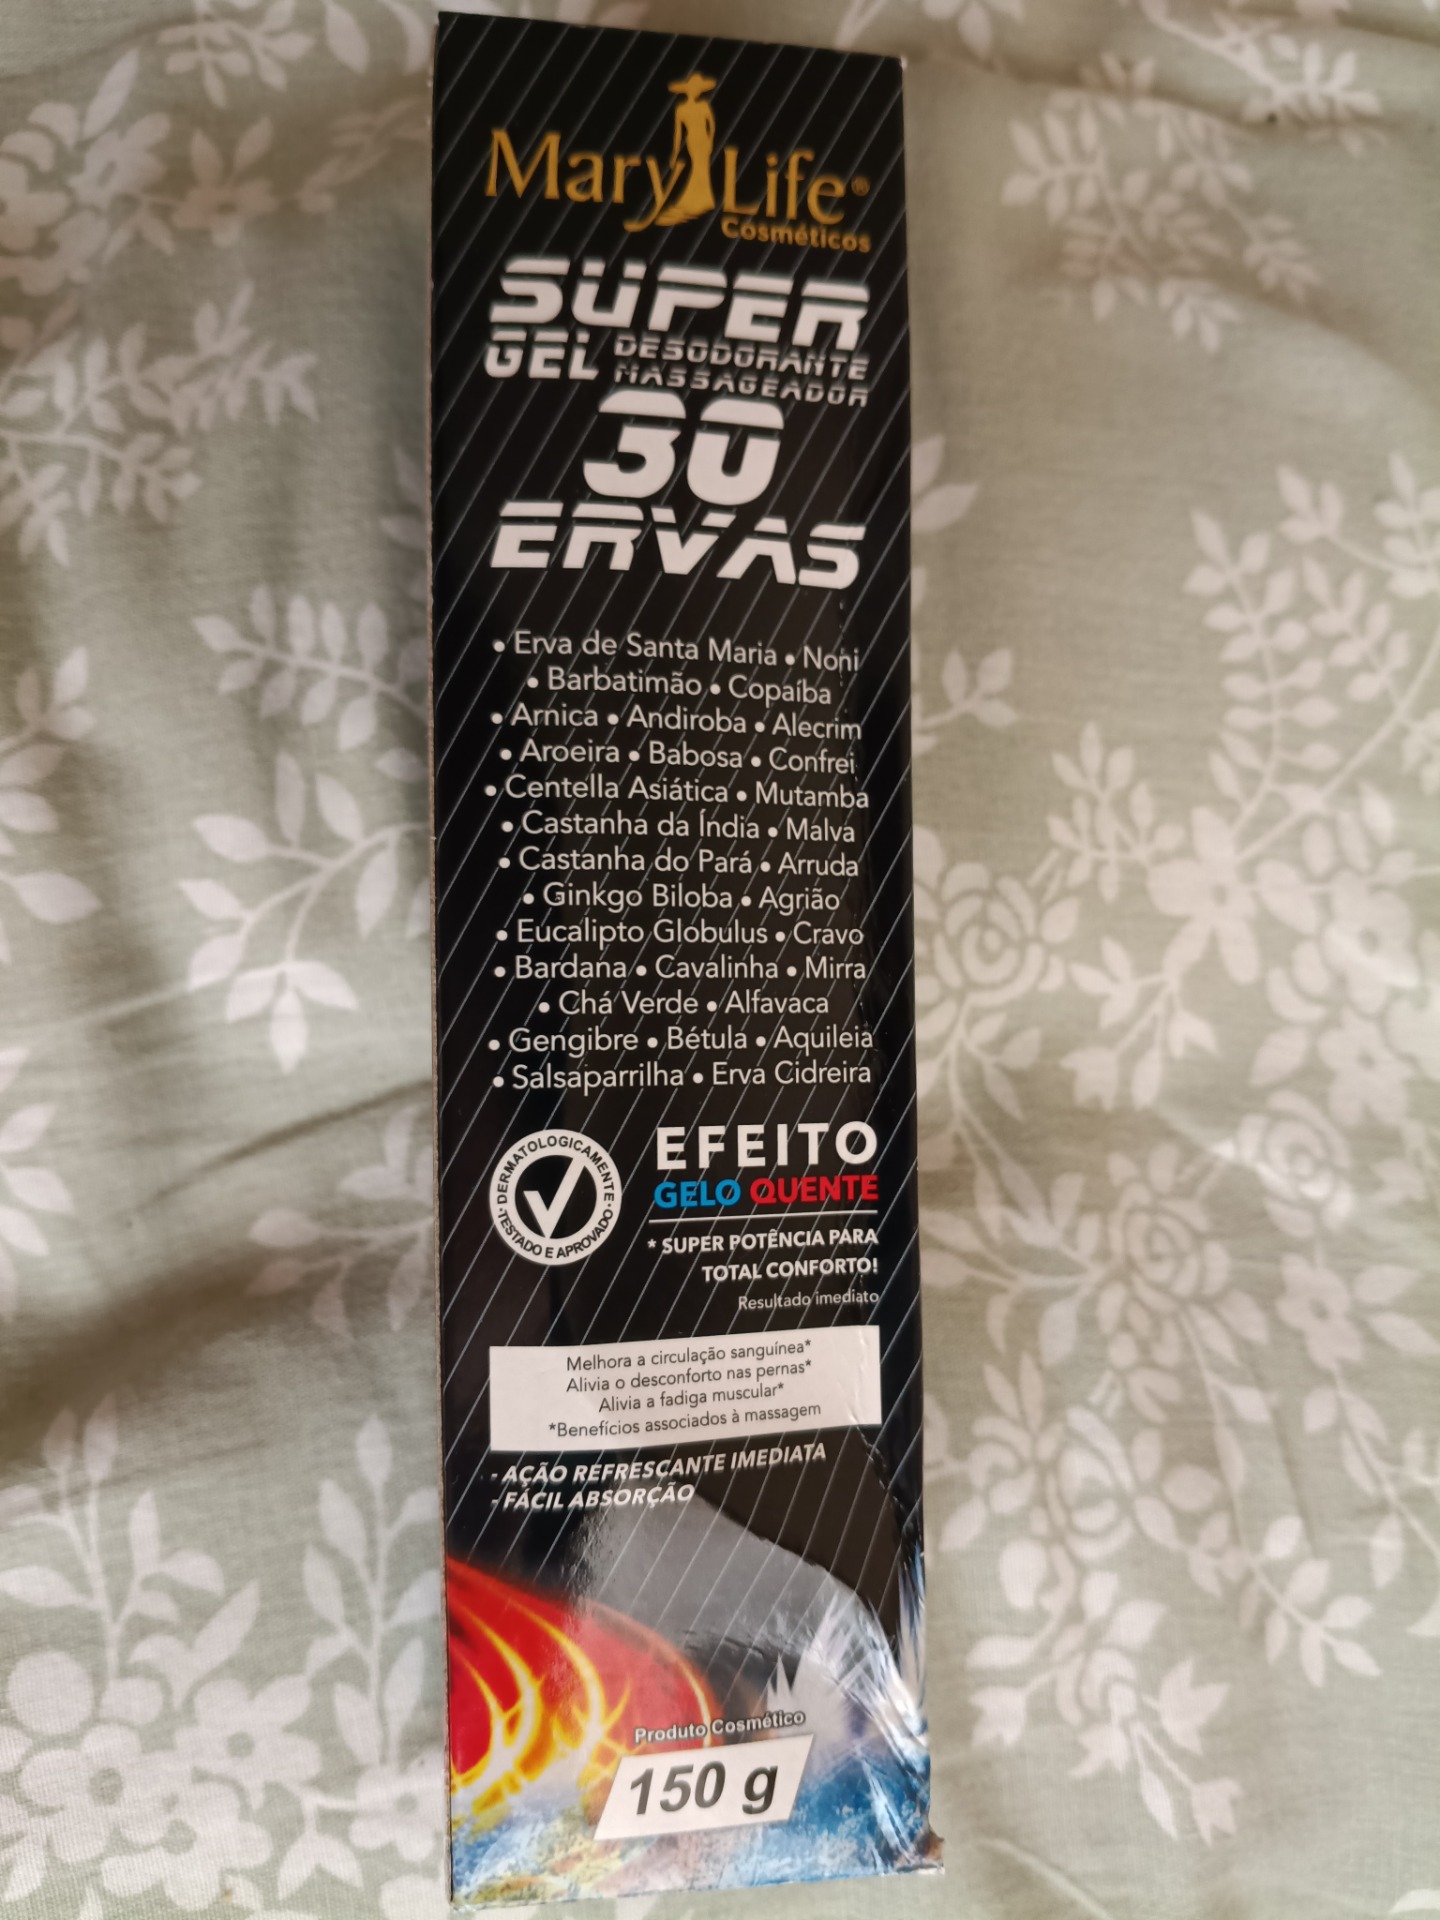 Mary Life®
Cosméticos
SUPER
GEL DESODORANTE
MASSAGEADOR
30
ERVAS
• Erva de Santa Maria • Noni
• Barbatimão • Copaíba
• Arnica • Andiroba • Alecrim
• Aroeira • Babosa • Confrei
• Centella Asiática • Mutamba
• Castanha da Índia • Malva
• Castanha do Pará • Arruda
• Ginkgo Biloba • Agrião
• Eucalipto Glóbulus • Cravo
• Bardana • Cavalinha • Mirra
• Chá Verde • Alfavaca
• Gengibre • Bétula • Aquileia
• Salsaparrilha • Erva Cidreira
DERMATOLOGICAMENTE
TESTADO E APROVADO
EFEITO
GELO QUENTE
* SUPER POTÊNCIA PARA
TOTAL CONFORTO!
Resultado imediato
Melhora a circulação sanguínea*
Alivia o desconforto nas pernas*
Alivia a fadiga muscular*
*Benefícios associados à massagem
- AÇÃO REFRESCANTE IMEDIATA
- FÁCIL ABSORÇÃO
Produto Cosmético
150 g